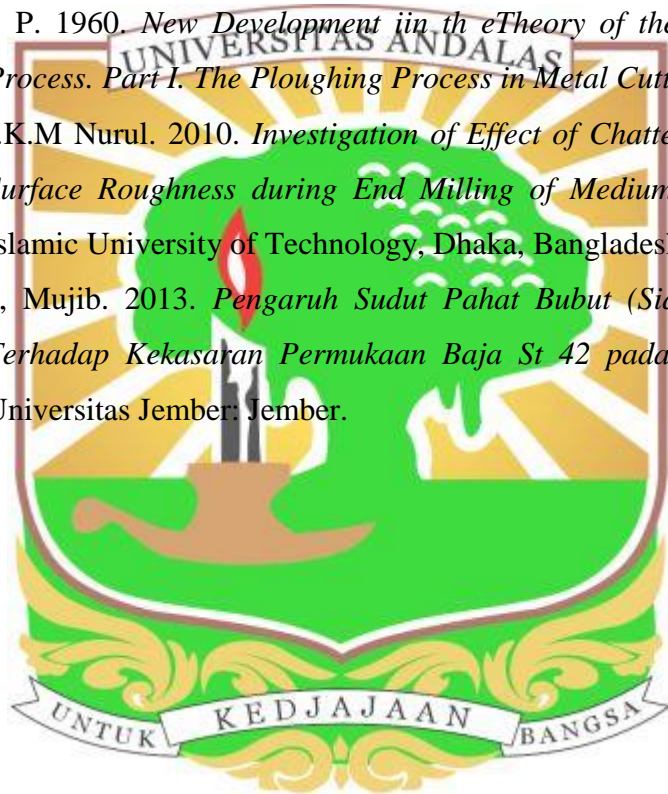 P. 1960. New Development iin th eTheory of the
UNIVERSITAS ANDALAS
Process. Part I. The Ploughing Process in Metal Cutt
.K.M Nurul. 2010. Investigation of Effect of Chatte
urface Roughness during End Milling of Medium
slamic University of Technology, Dhaka, Bangladesh
, Mujib. 2013. Pengaruh Sudut Pahat Bubut (Sid
Terhadap Kekasaran Permukaan Baja St 42 pada
Universitas Jember: Jember.
UNTUK KEDJAJAAN BANGSA